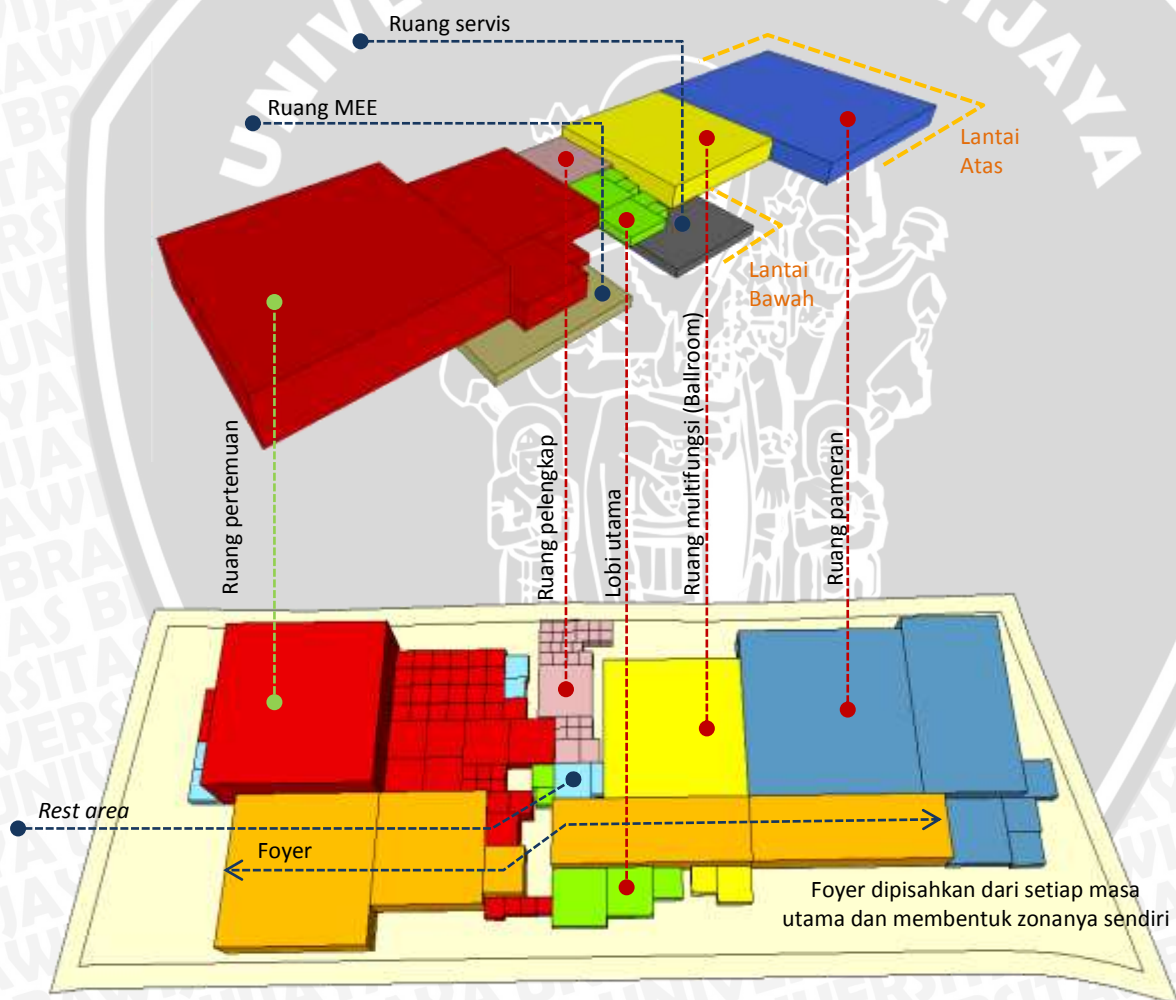 Ruang servis
Ruang MEE
Lantai
Atas
Lantai
Bawah
Ruang pertemuan
Ruang pelengkap
Lobi utama
Ruang multifungsi (Ballroom)
Ruang pameran
Rest area
Foyer
Foyer dipisahkan dari setiap masa
utama dan membentuk zonanya sendiri